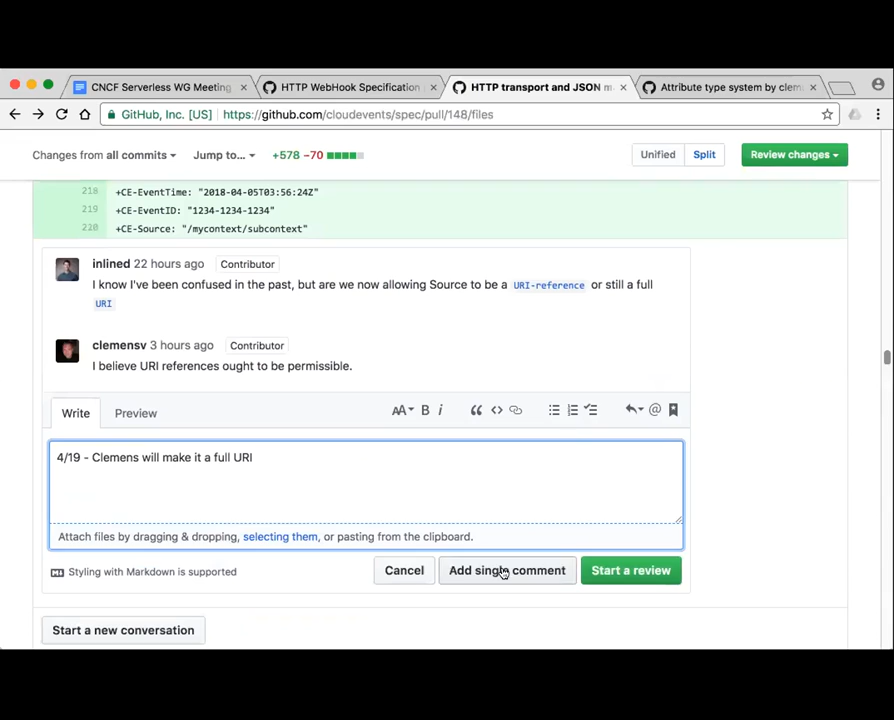 CNCF Serverless WG Meeting
HTTP WebHook Specification
HTTP transport and JSON m
Attribute type system by clem
GitHub, Inc. [US] https://github.com/cloudevents/spec/pull/148/files
Changes from all commits Jump to... +578 −70 Unified Split Review changes
218 +CE-EventTime: "2018-04-05T03:56:24Z"
219 +CE-EventID: "1234-1234-1234"
220 +CE-Source: "/mycontext/subcontext"
inlined 22 hours ago Contributor
I know I've been confused in the past, but are we now allowing Source to be a URI-reference or still a full
URI
clemensv 3 hours ago Contributor
I believe URI references ought to be permissible.
Write Preview AA B i
4/19 - Clemens will make it a full URI
Attach files by dragging & dropping, selecting them, or pasting from the clipboard.
Styling with Markdown is supported Cancel Add single comment Start a review
Start a new conversation